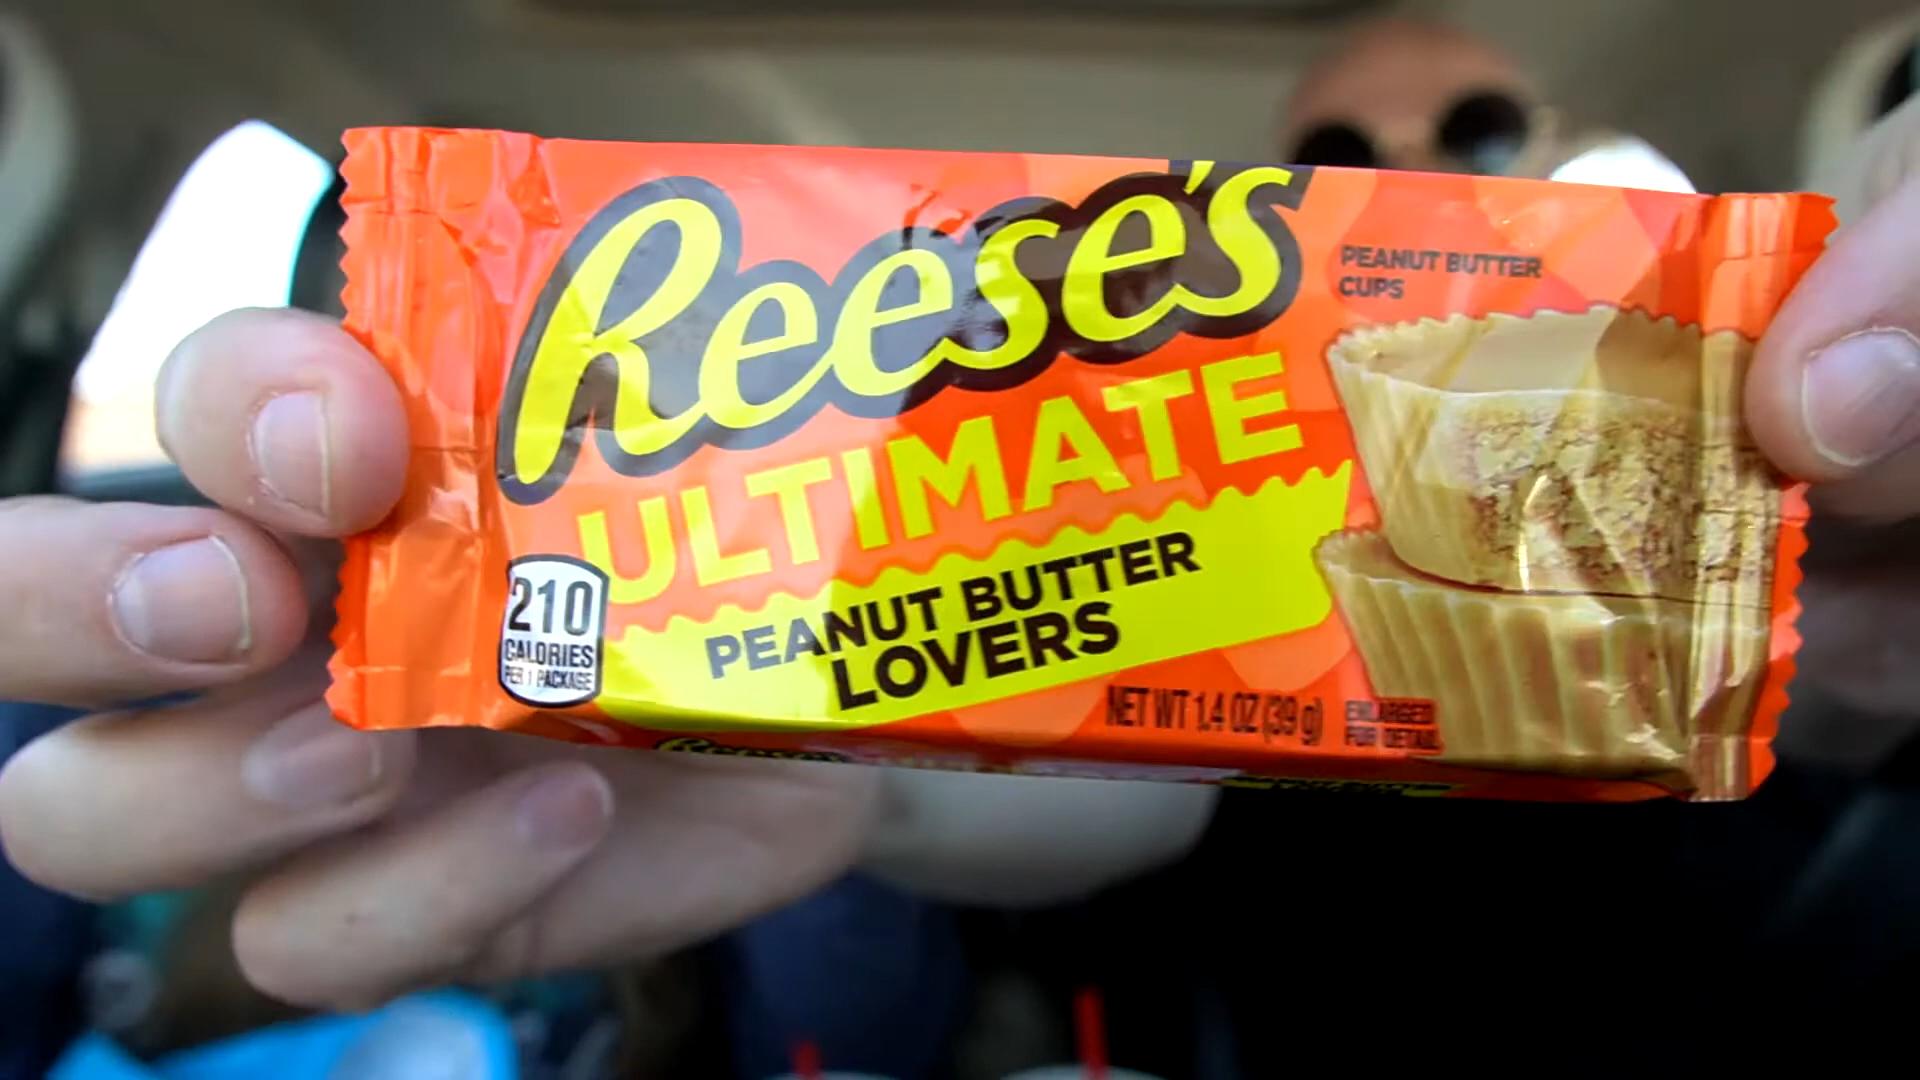 Reese's
ULTIMATE
PEANUT BUTTER
LOVERS
PEANUT BUTTER
CUPS
210
CALORIES
PER 1 PACKAGE
NET WT 1.4 OZ (39 g)
ENLARGED
FOR DETAIL